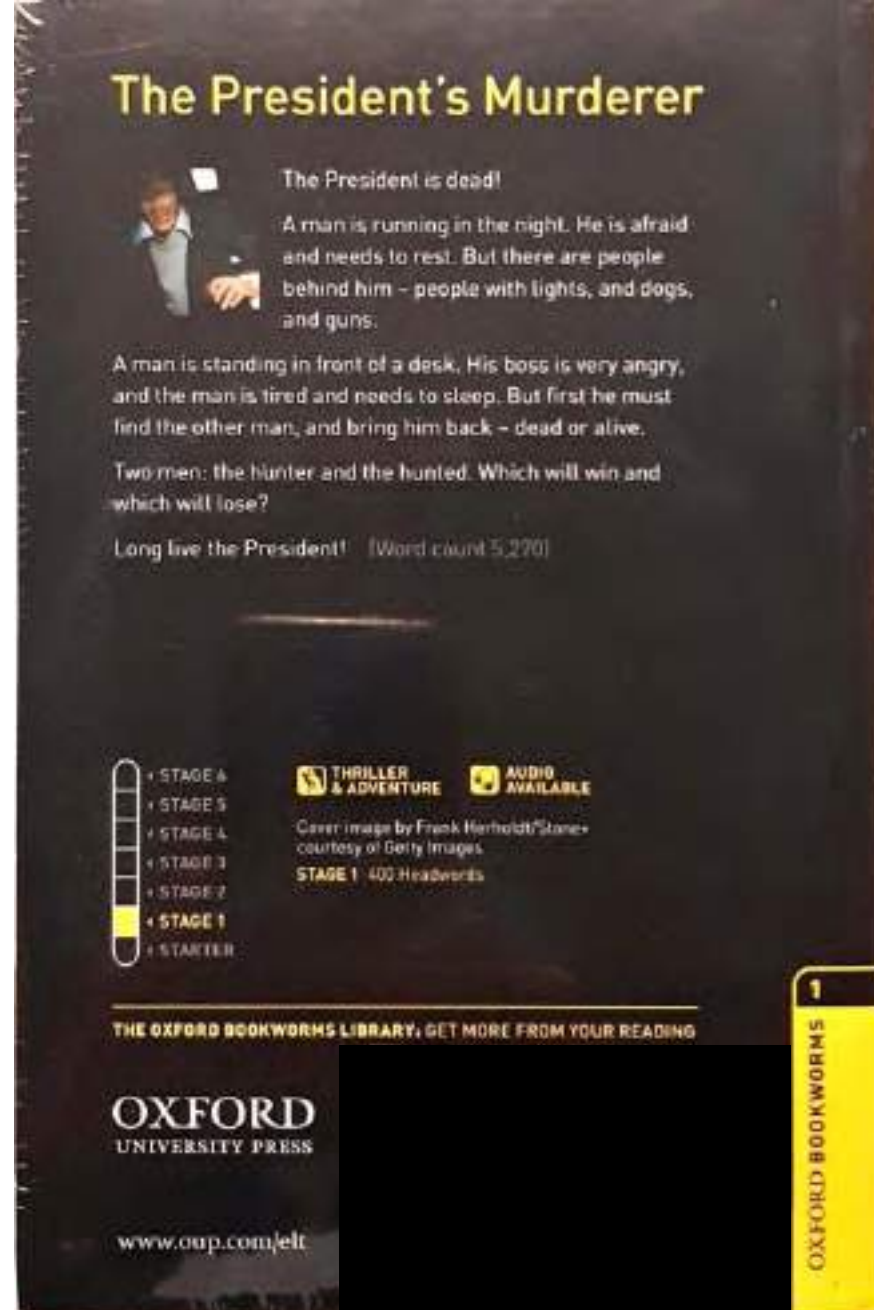 The President's Murderer
The President is dead!
A man is running in the night. He is afraid
and needs to rest. But there are people
behind him – people with lights, and dogs,
and guns.
A man is standing in front of a desk. His boss is very angry,
and the man is tired and needs to sleep. But first he must
find the other man, and bring him back – dead or alive.
Two men: the hunter and the hunted. Which will win and
which will lose?
Long live the President! (Word count 5,270)
STAGE 6
STAGE 5
STAGE 4
STAGE 3
STAGE 2
STAGE 1
STARTER
THRILLER
& ADVENTURE
AUDIO
AVAILABLE
Cover image by Frank Herholdt/Stone+
courtesy of Getty Images
STAGE 1 400 Headwords
THE OXFORD BOOKWORMS LIBRARY: GET MORE FROM YOUR READING
OXFORD
UNIVERSITY PRESS
www.oup.com/elt
1
OXFORD BOOKWORMS